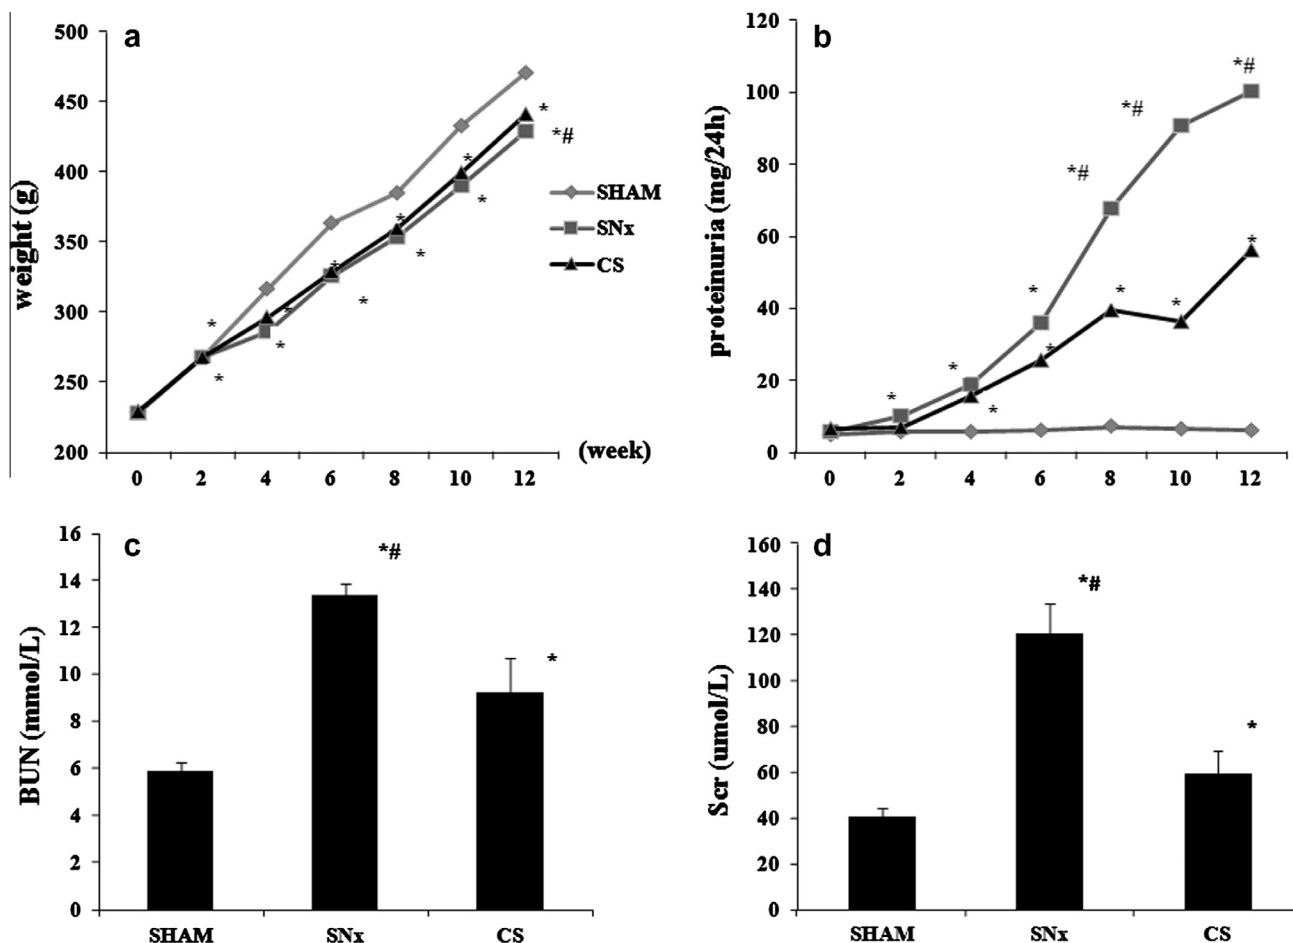 a
500
450
400
350
300
250
200
weight (g)
0 2 4 6 8 10 12
(week)
* * * * * * * * * * * *#
SHAM
SNx
CS
b
120
100
80
60
40
20
0
proteinuria (mg/24h)
0 2 4 6 8 10 12
* * * *# *# *#
* * * * *
c
16
14
12
10
8
6
4
2
0
BUN (mmol/L)
*#
*
SHAM SNx CS
d
160
140
120
100
80
60
40
20
0
Scr (umol/L)
*#
*
SHAM SNx CS